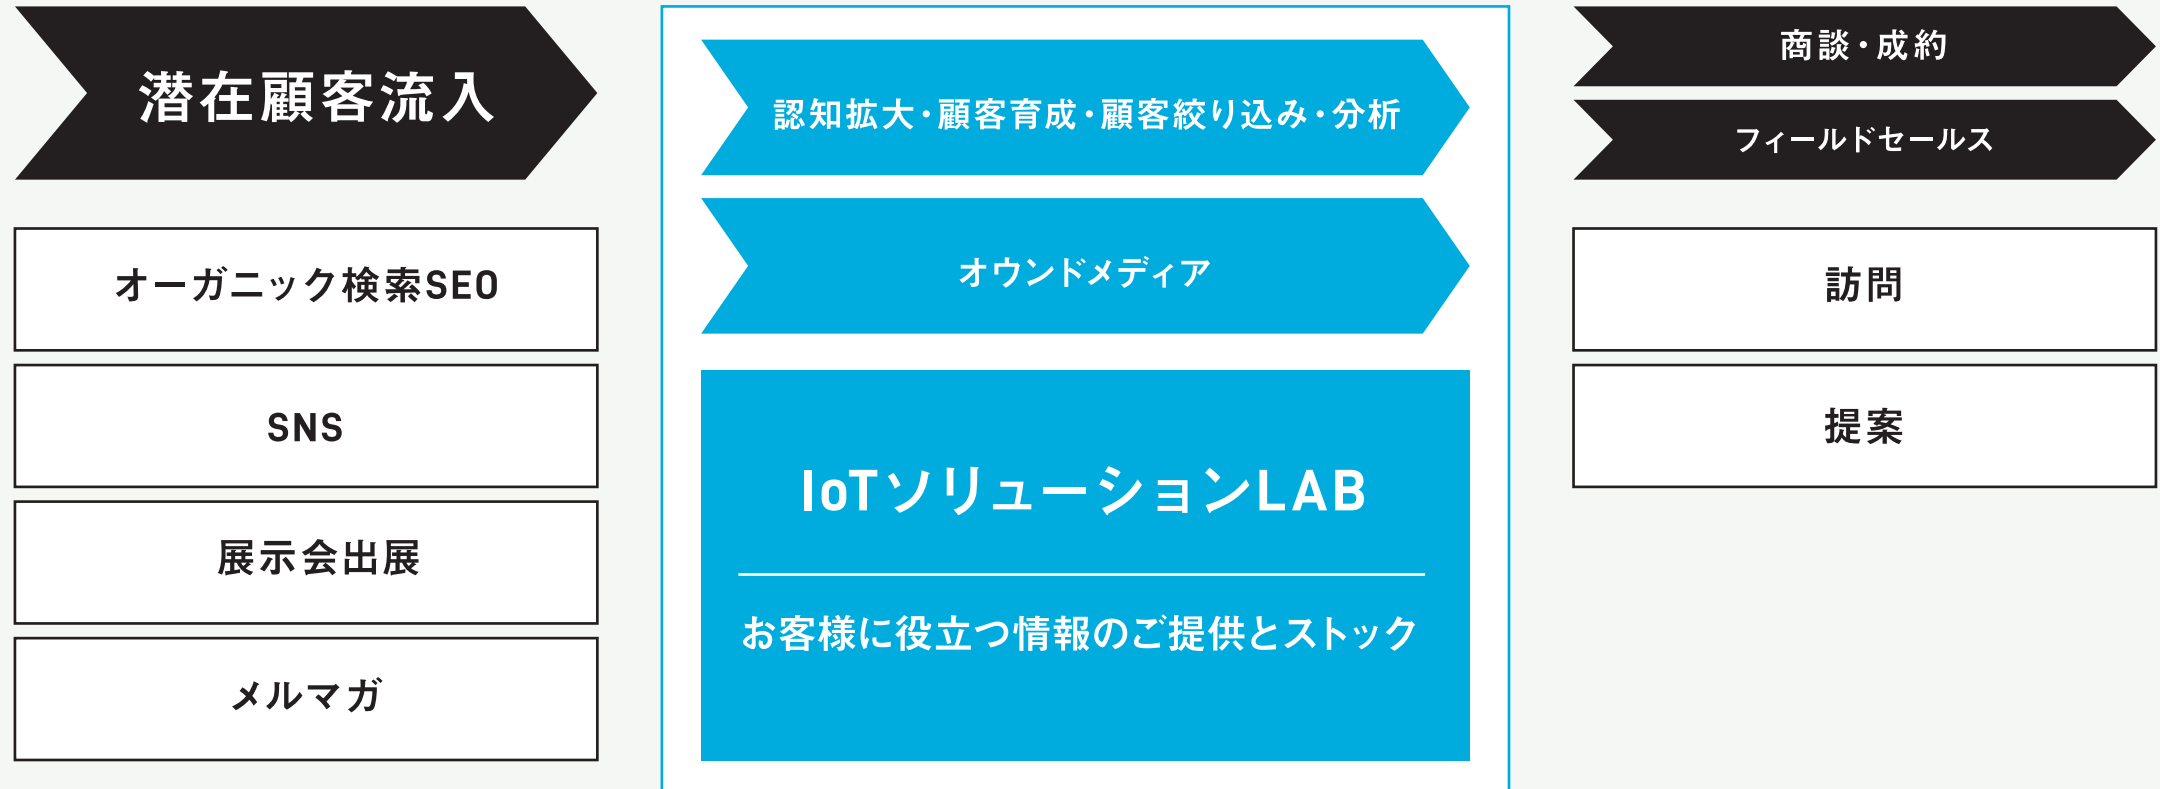 潜在顧客流入
オーガニック検索SEO
SNS
展示会出展
メルマガ
認知拡大・顧客育成・顧客絞り込み・分析
オウンドメディア
IoTソリューションLAB
お客様に役立つ情報のご提供とストック
商談・成約
フィールドセールス
訪問
提案